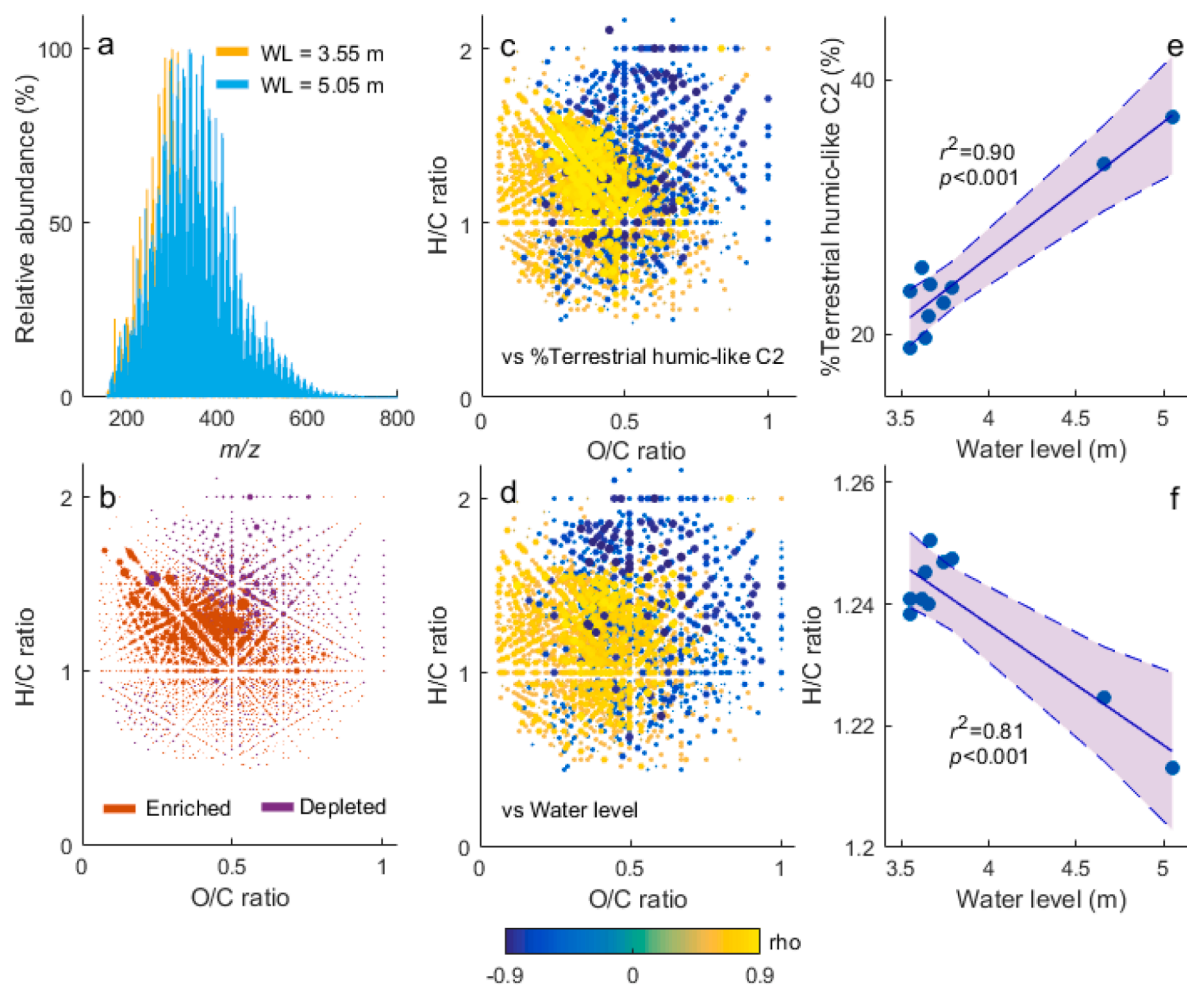 a
WL = 3.55 m
WL = 5.05 m
Relative abundance (%)
100
50
0
200
400
600
800
m/z
c
H/C ratio
2
1
0
vs %Terrestrial humic-like C2
0
0.5
1
O/C ratio
e
%Terrestrial humic-like C2 (%)
40
20
r²=0.90
p<0.001
3.5
4
4.5
5
Water level (m)
b
H/C ratio
2
1
0
Enriched
Depleted
0
0.5
1
O/C ratio
d
H/C ratio
2
1
0
vs Water level
0
0.5
1
O/C ratio
f
H/C ratio
1.26
1.24
1.22
1.2
r²=0.81
p<0.001
3.5
4
4.5
5
Water level (m)
rho
-0.9
0
0.9